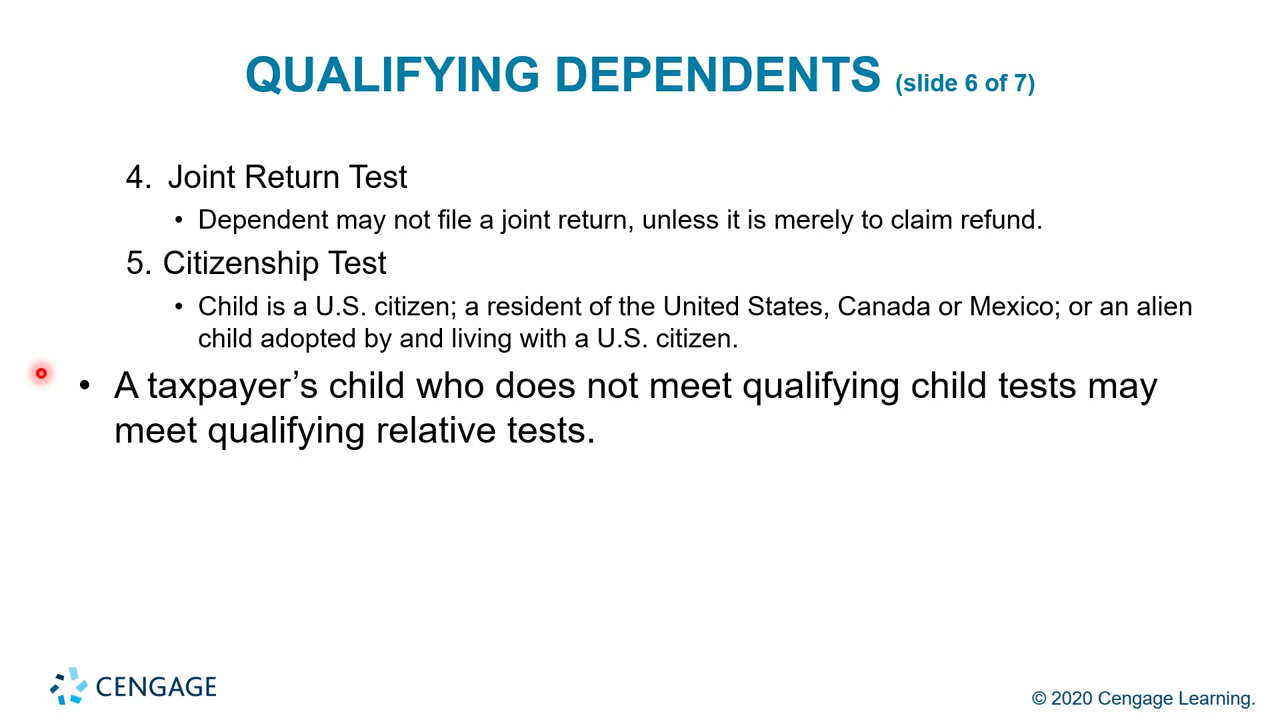 QUALIFYING DEPENDENTS (slide 6 of 7)
4. Joint Return Test
• Dependent may not file a joint return, unless it is merely to claim refund.
5. Citizenship Test
• Child is a U.S. citizen; a resident of the United States, Canada or Mexico; or an alien
child adopted by and living with a U.S. citizen.
• A taxpayer’s child who does not meet qualifying child tests may
meet qualifying relative tests.
CENGAGE
© 2020 Cengage Learning.